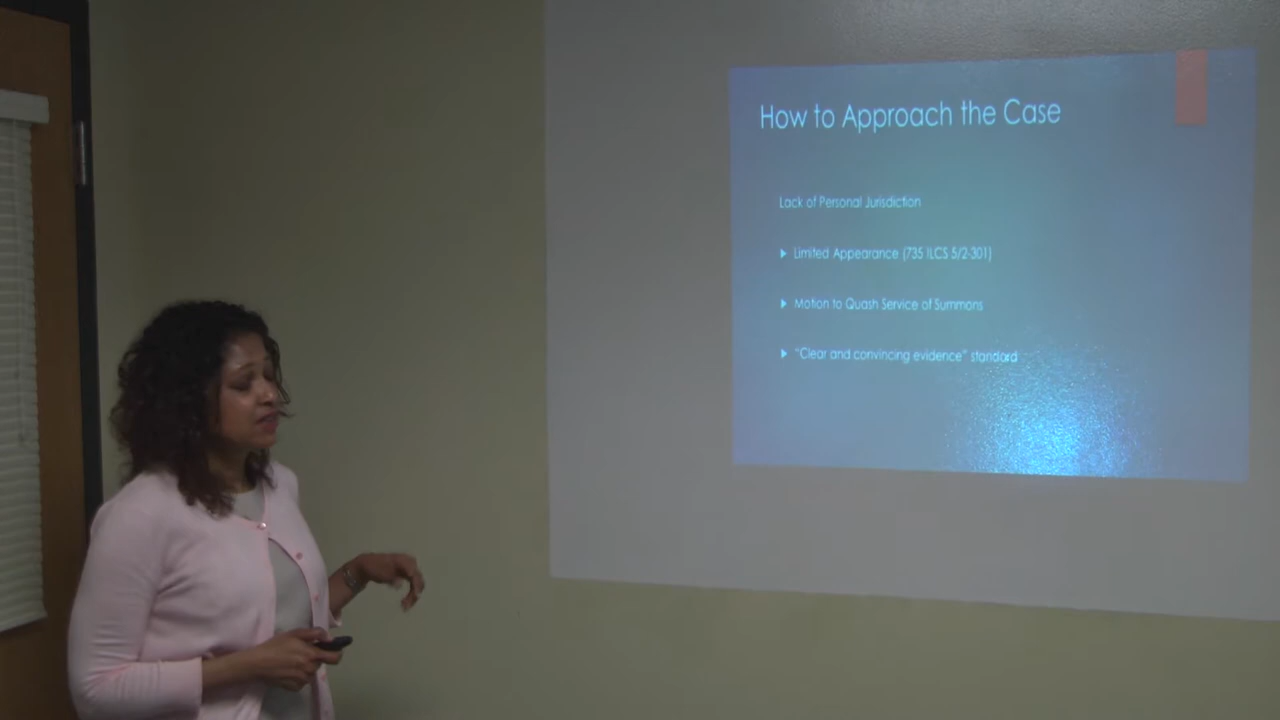 How to Approach the Case
Lack of Personal Jurisdiction
Limited Appearance (735 ILCS 5/2-301)
Motion to Quash Service of Summons
"Clear and convincing evidence" standard